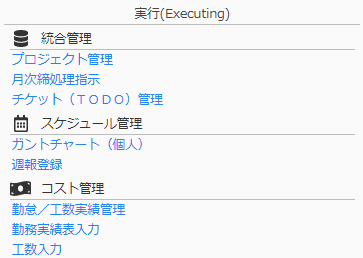 実行(Executing)
統合管理
プロジェクト管理
月次締処理指示
チケット（ＴＯＤＯ）管理
スケジュール管理
ガントチャート（個人）
週報登録
コスト管理
勤怠／工数実績管理
勤務実績表入力
工数入力